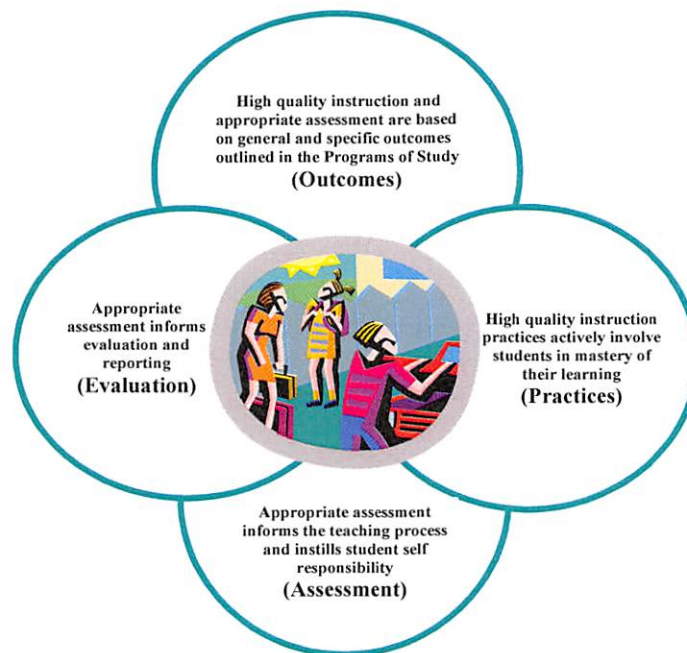 High quality instruction and
appropriate assessment are based
on general and specific outcomes
outlined in the Programs of Study
(Outcomes)
Appropriate
assessment informs
evaluation and
reporting
(Evaluation)
High quality instruction
practices actively involve
students in mastery of
their learning
(Practices)
Appropriate assessment
informs the teaching process
and instills student self
responsibility
(Assessment)